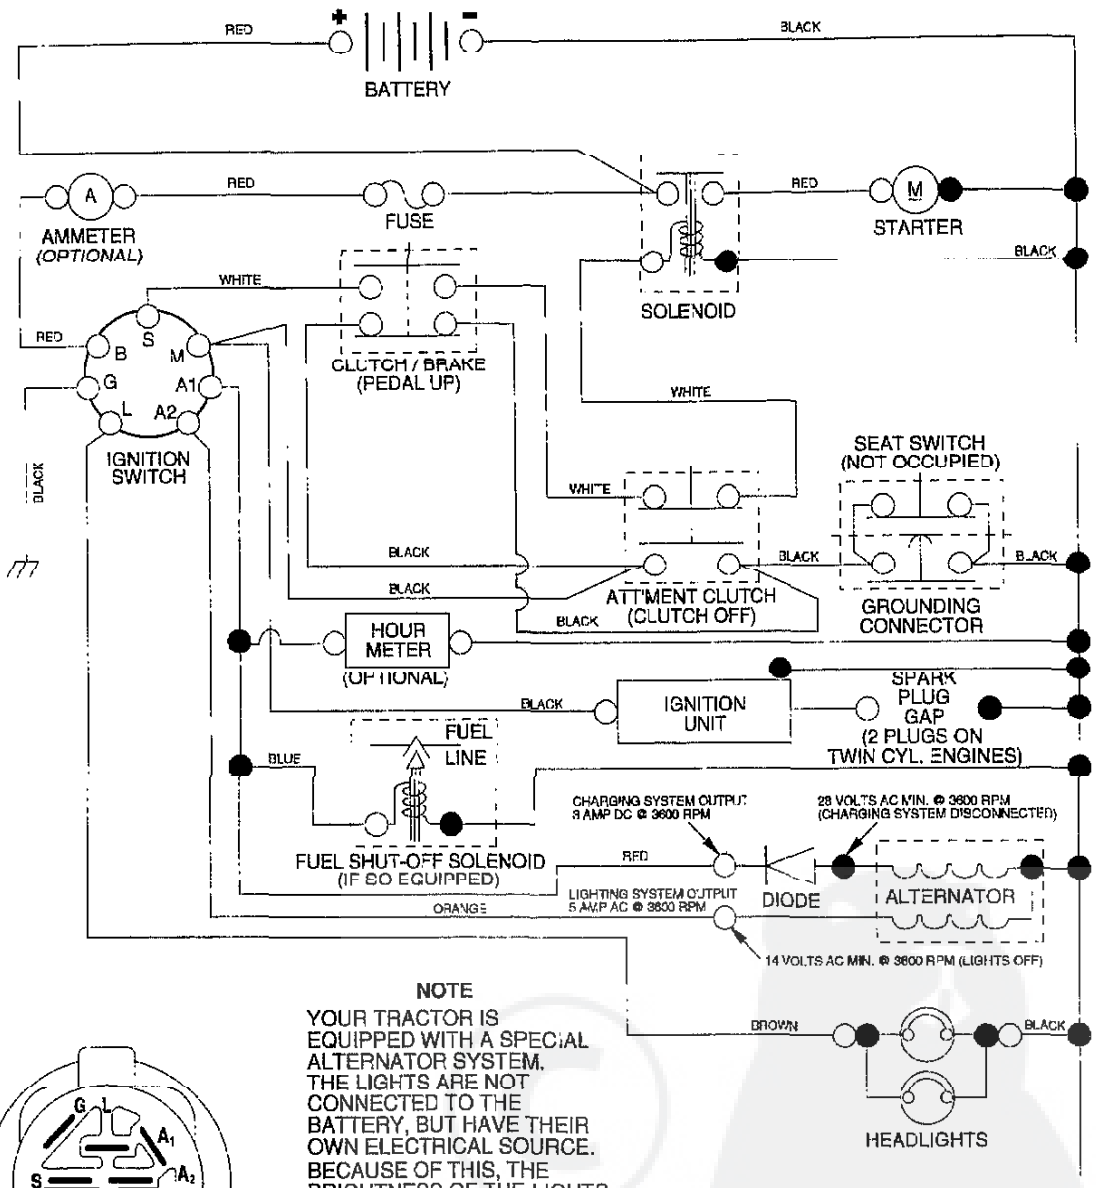 + -
RED
BLACK
BATTERY
A
RED
FUSE
RED
M
STARTER
AMMETER
(OPTIONAL)
BLACK
SOLENOID
WHITE
RED
B
S
M
G
A1
L
A2
IGNITION
SWITCH
CLUTCH / BRAKE
(PEDAL UP)
WHITE
BLACK
SEAT SWITCH
(NOT OCCUPIED)
WHITE
BLACK
BLACK
BLACK
BLACK
ATT'MENT CLUTCH
(CLUTCH OFF)
BLACK
GROUNDING
CONNECTOR
HOUR
METER
(OPTIONAL)
BLACK
IGNITION
UNIT
SPARK
PLUG
GAP
(2 PLUGS ON
TWIN CYL. ENGINES)
FUEL
LINE
BLUE
FUEL SHUT-OFF SOLENOID
(IF SO EQUIPPED)
CHARGING SYSTEM OUTPUT
3 AMP DC @ 3600 RPM
28 VOLTS AC MIN. @ 3600 RPM
(CHARGING SYSTEM DISCONNECTED)
RED
DIODE
ALTERNATOR
LIGHTING SYSTEM OUTPUT
5 AMP AC @ 3600 RPM
ORANGE
14 VOLTS AC MIN. @ 3600 RPM (LIGHTS OFF)
BROWN
BLACK
HEADLIGHTS
NOTE
YOUR TRACTOR IS
EQUIPPED WITH A SPECIAL
ALTERNATOR SYSTEM.
THE LIGHTS ARE NOT
CONNECTED TO THE
BATTERY, BUT HAVE THEIR
OWN ELECTRICAL SOURCE.
BECAUSE OF THIS, THE
BRIGHTNESS OF THE LIGHTS
G L
A1
S
A2